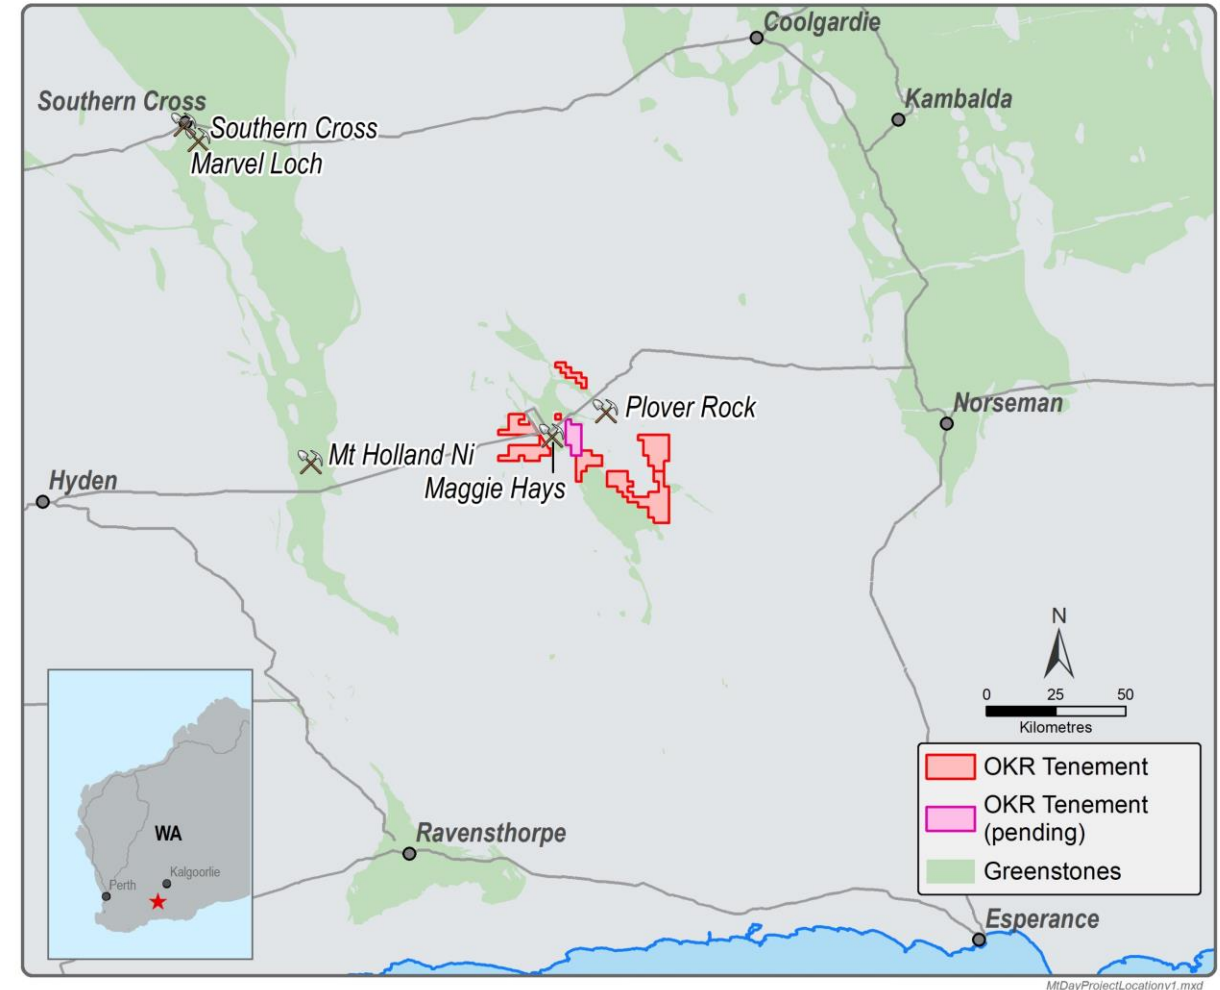 Coolgardie
Southern Cross
Kambalda
Southern Cross
Marvel Loch
Plover Rock
Norseman
Mt Holland Ni
Hyden
Maggie Hays
N
0 25 50
Kilometres
OKR Tenement
OKR Tenement
(pending)
Greenstones
WA
Kalgoorlie
Perth
Ravensthorpe
Esperance
MtDayProjectLocationv1.mxd